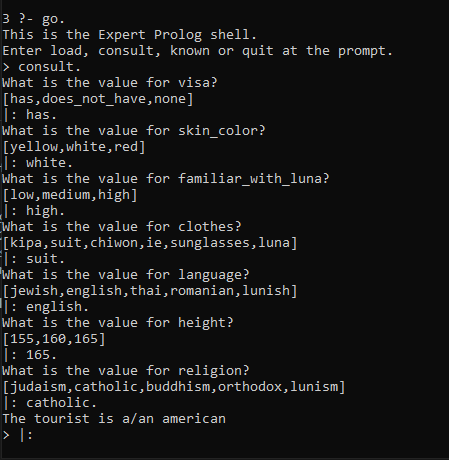 3 ?- go.
This is the Expert Prolog shell.
Enter load, consult, known or quit at the prompt.
> consult.
What is the value for visa?
[has,does_not_have,none]
|: has.
What is the value for skin_color?
[yellow,white,red]
|: white.
What is the value for familiar_with_luna?
[low,medium,high]
|: high.
What is the value for clothes?
[kipa,suit,chiwon,ie,sunglasses,luna]
|: suit.
What is the value for language?
[jewish,english,thai,romanian,lunish]
|: english.
What is the value for height?
[155,160,165]
|: 165.
What is the value for religion?
[judaism,catholic,buddhism,orthodox,lunism]
|: catholic.
The tourist is a/an american
> |: